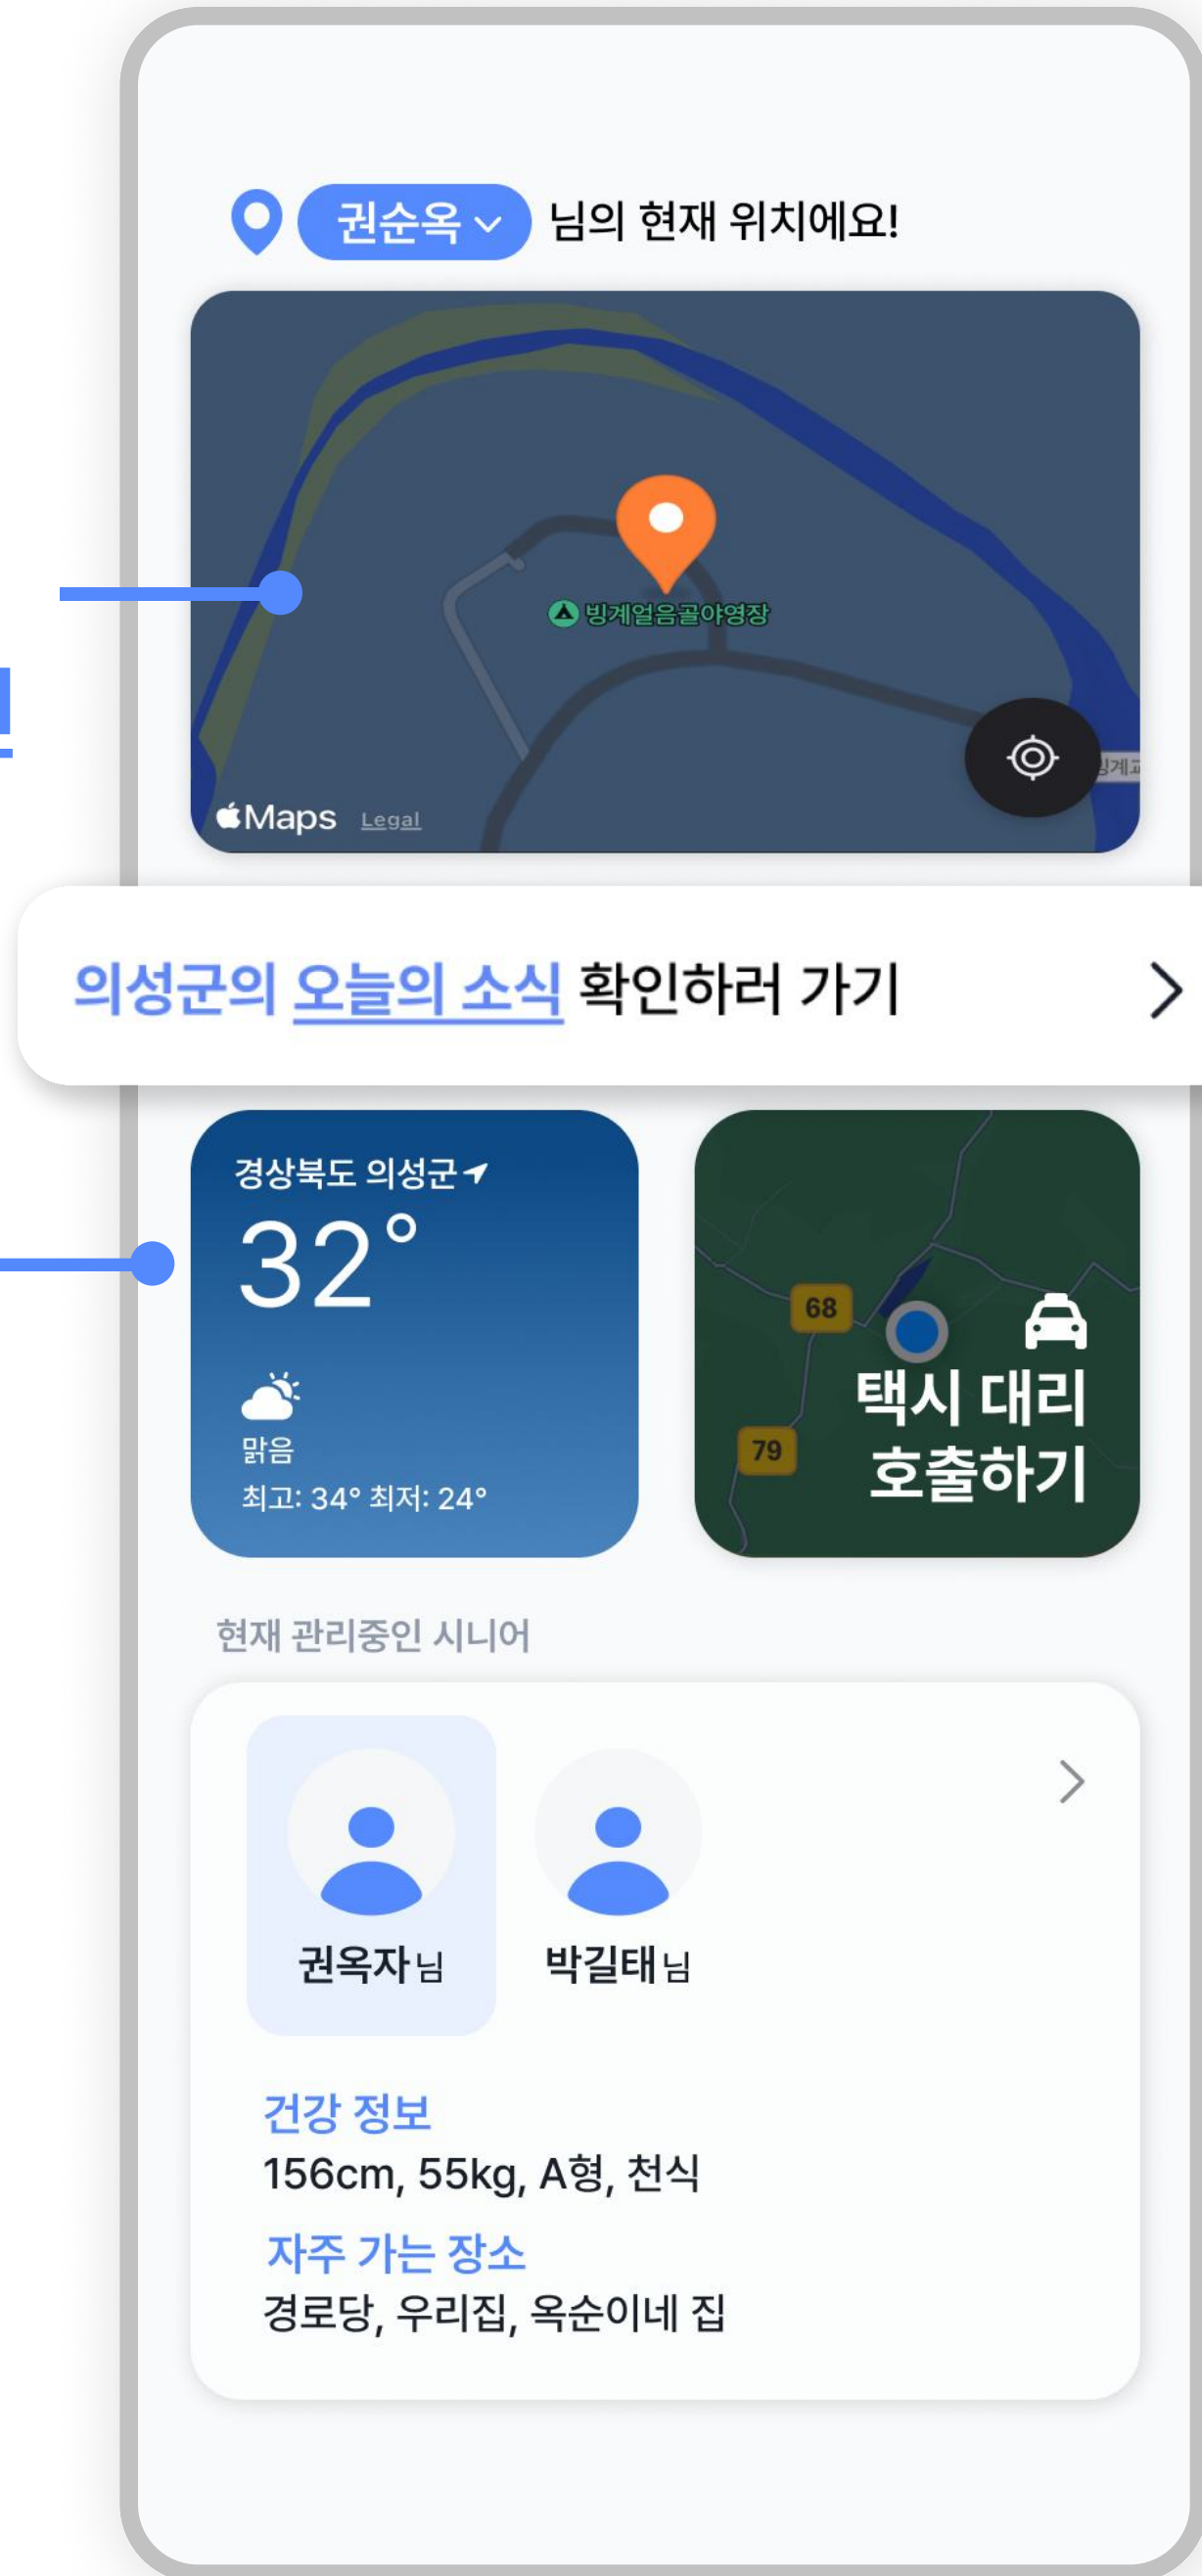 권순옥 님의 현재 위치에요!
빙계얼음골야영장
Maps Legal
의성군의 오늘의 소식 확인하러 가기
경상북도 의성군
32°
맑음
최고: 34° 최저: 24°
68
79
택시 대리
호출하기
현재 관리중인 시니어
권옥자님 박길태님
건강 정보
156cm, 55kg, A형, 천식
자주 가는 장소
경로당, 우리집, 옥순이네 집